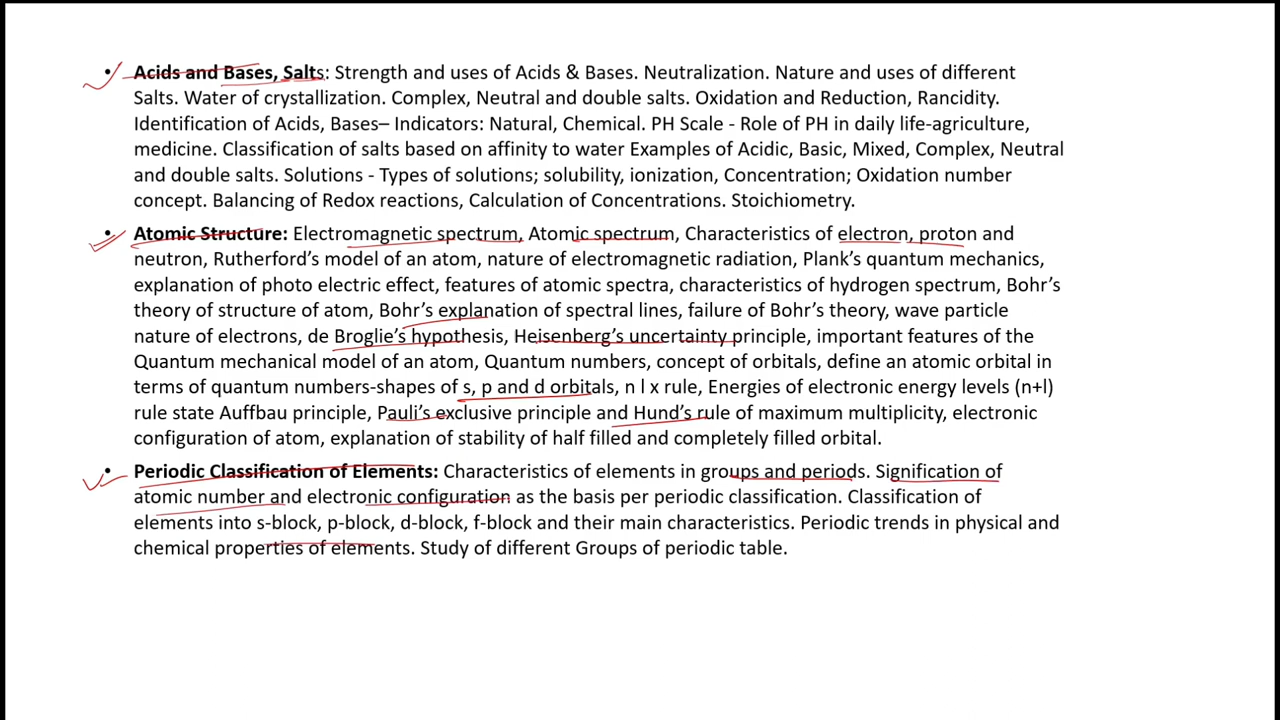 • Acids and Bases, Salts: Strength and uses of Acids & Bases. Neutralization. Nature and uses of different
Salts. Water of crystallization. Complex, Neutral and double salts. Oxidation and Reduction, Rancidity.
Identification of Acids, Bases– Indicators: Natural, Chemical. PH Scale - Role of PH in daily life-agriculture,
medicine. Classification of salts based on affinity to water Examples of Acidic, Basic, Mixed, Complex, Neutral
and double salts. Solutions - Types of solutions; solubility, ionization, Concentration; Oxidation number
concept. Balancing of Redox reactions, Calculation of Concentrations. Stoichiometry.
• Atomic Structure: Electromagnetic spectrum, Atomic spectrum, Characteristics of electron, proton and
neutron, Rutherford’s model of an atom, nature of electromagnetic radiation, Plank’s quantum mechanics,
explanation of photo electric effect, features of atomic spectra, characteristics of hydrogen spectrum, Bohr’s
theory of structure of atom, Bohr’s explanation of spectral lines, failure of Bohr’s theory, wave particle
nature of electrons, de Broglie’s hypothesis, Heisenberg’s uncertainty principle, important features of the
Quantum mechanical model of an atom, Quantum numbers, concept of orbitals, define an atomic orbital in
terms of quantum numbers-shapes of s, p and d orbitals, n l x rule, Energies of electronic energy levels (n+l)
rule state Auffbau principle, Pauli’s exclusive principle and Hund’s rule of maximum multiplicity, electronic
configuration of atom, explanation of stability of half filled and completely filled orbital.
• Periodic Classification of Elements: Characteristics of elements in groups and periods. Signification of
atomic number and electronic configuration as the basis per periodic classification. Classification of
elements into s-block, p-block, d-block, f-block and their main characteristics. Periodic trends in physical and
chemical properties of elements. Study of different Groups of periodic table.